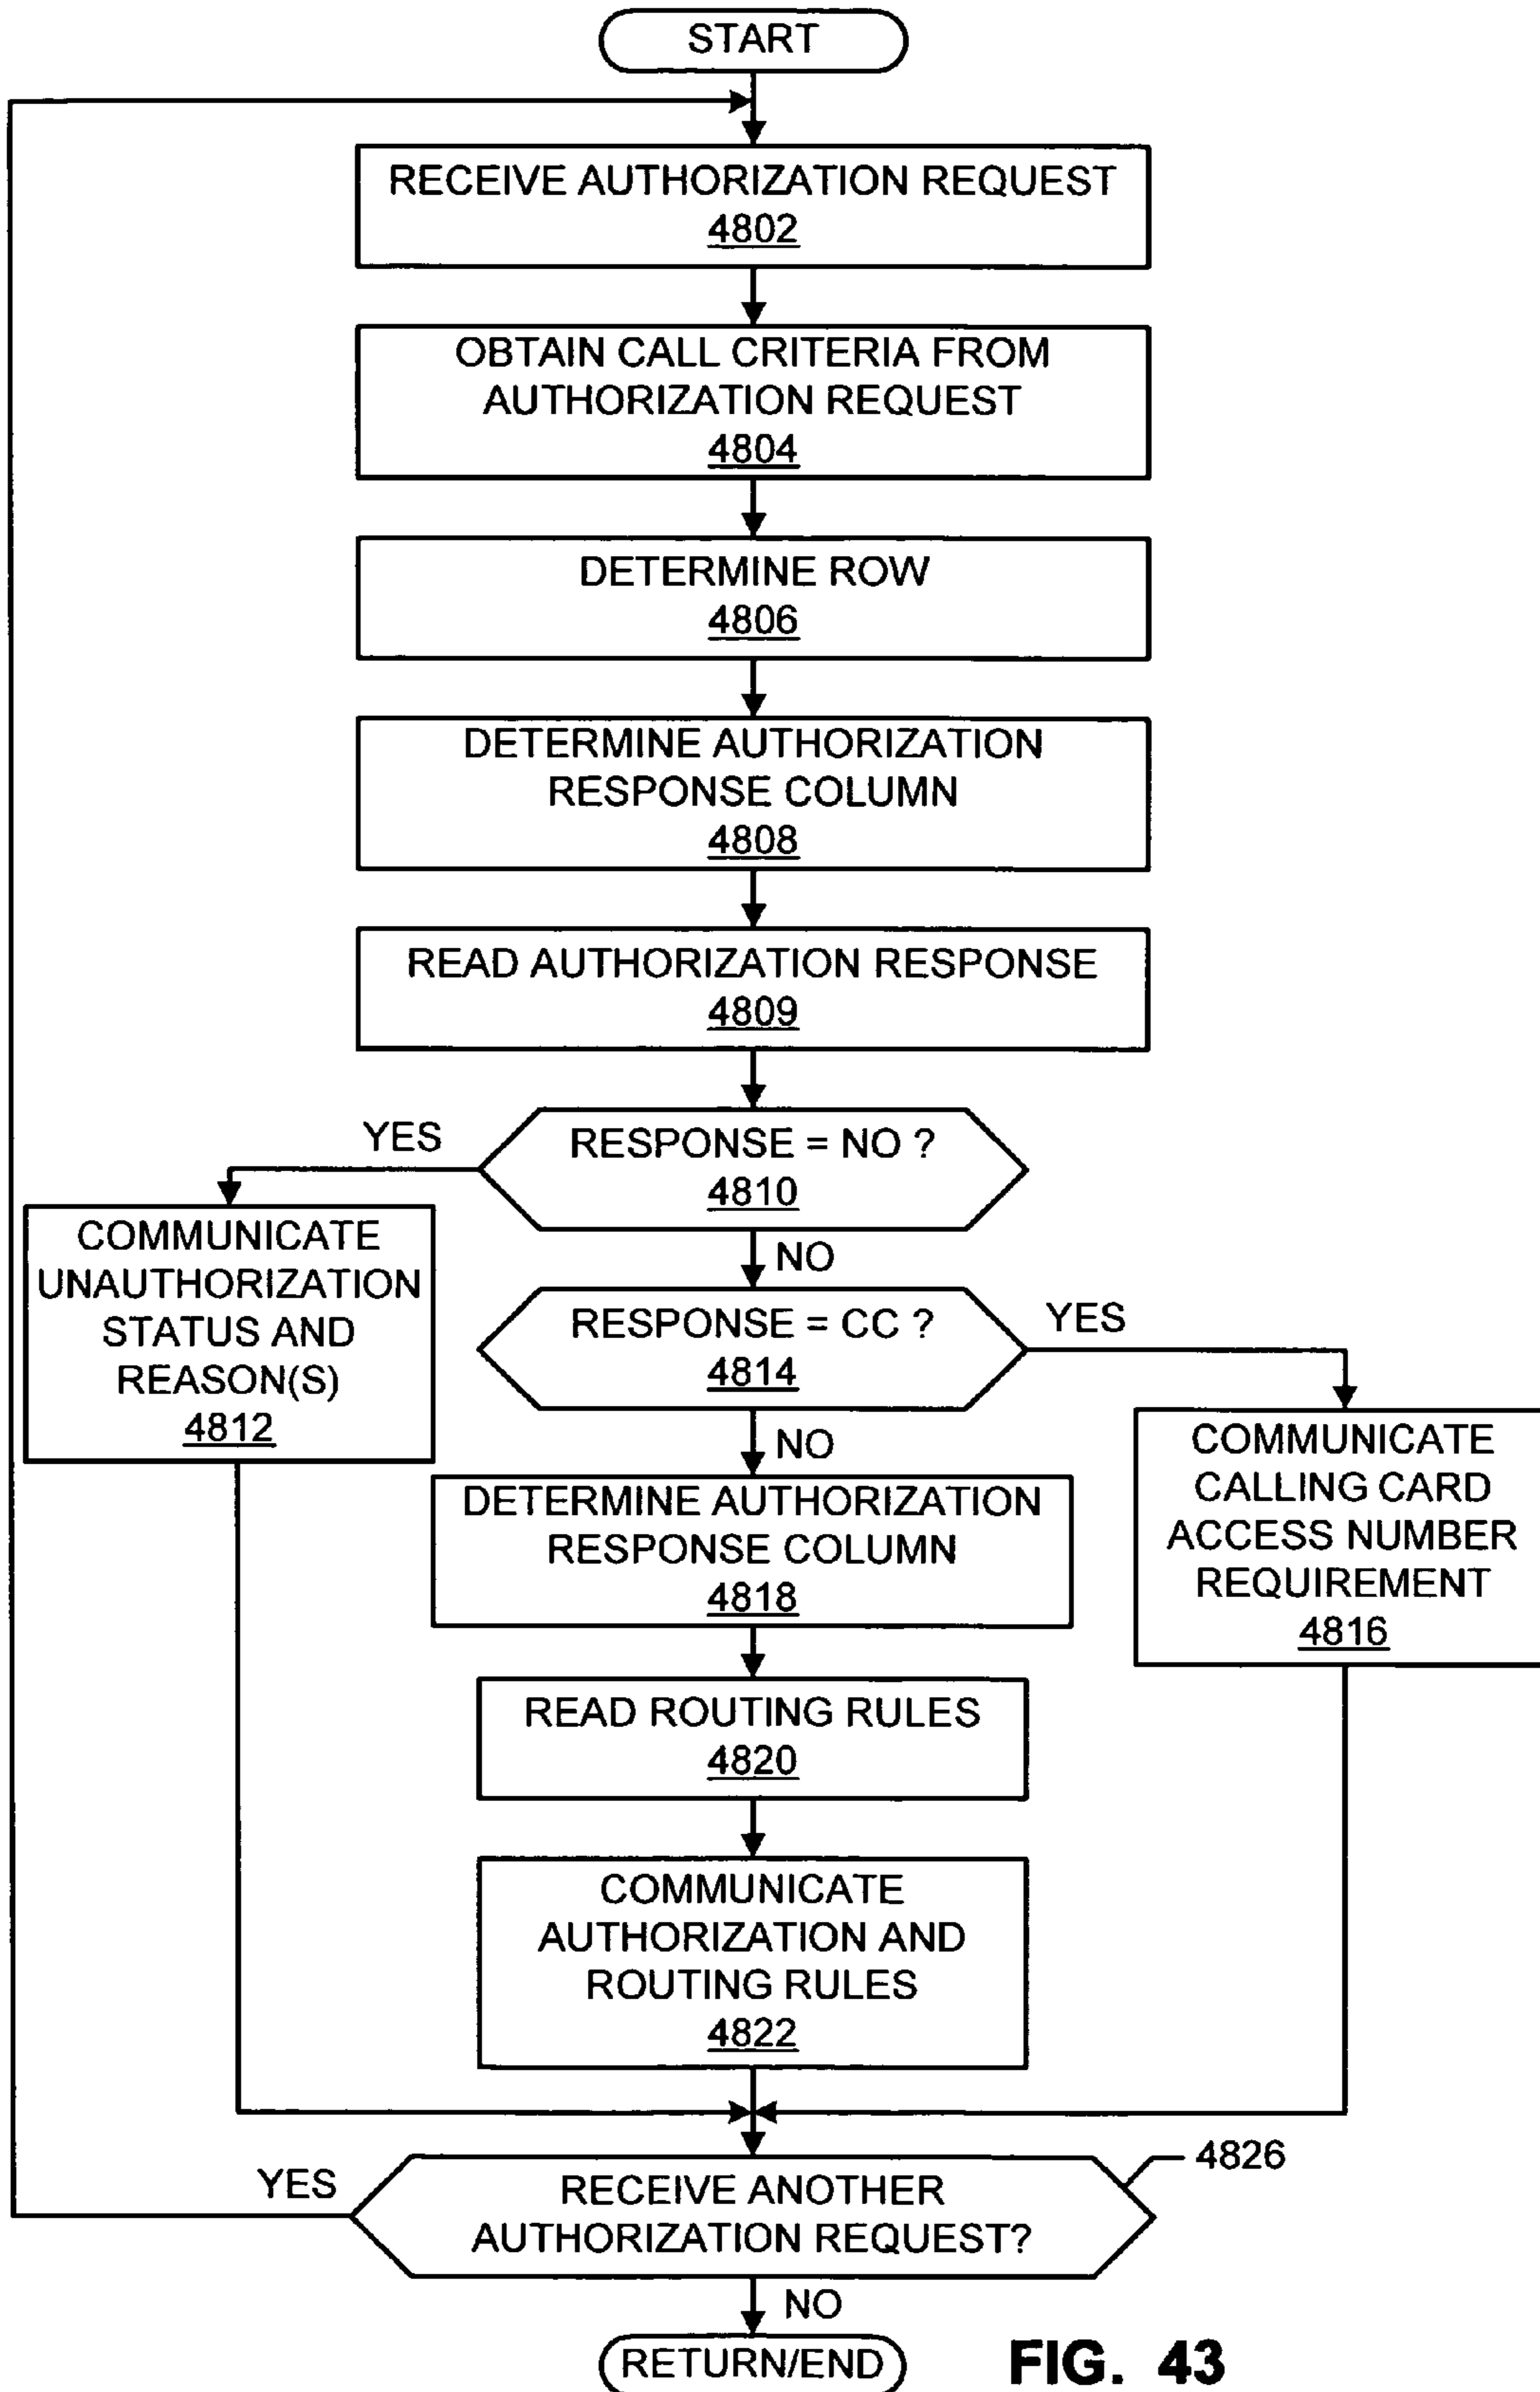 START
RECEIVE AUTHORIZATION REQUEST
4802
OBTAIN CALL CRITERIA FROM
AUTHORIZATION REQUEST
4804
DETERMINE ROW
4806
DETERMINE AUTHORIZATION
RESPONSE COLUMN
4808
READ AUTHORIZATION RESPONSE
4809
YES
RESPONSE = NO ?
4810
COMMUNICATE
UNAUTHORIZATION
STATUS AND
REASON(S)
4812
NO
RESPONSE = CC ?
4814
YES
COMMUNICATE
CALLING CARD
ACCESS NUMBER
REQUIREMENT
4816
NO
DETERMINE AUTHORIZATION
RESPONSE COLUMN
4818
READ ROUTING RULES
4820
COMMUNICATE
AUTHORIZATION AND
ROUTING RULES
4822
4826
YES
RECEIVE ANOTHER
AUTHORIZATION REQUEST?
NO
RETURN/END
FIG. 43